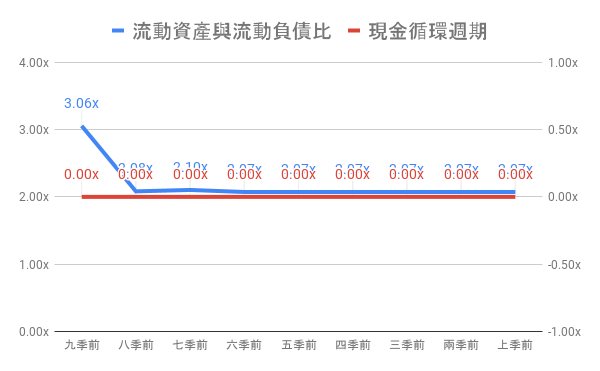 流動資產與流動負債比 現金循環週期
4.00x 1.00x
3.06x
3.00x 0.50x
2.08x 2.10x 2.07x 2.07x 2.07x 2.07x 2.07x 2.07x
0.00x 0.00x 0.00x 0.00x 0.00x 0.00x 0.00x 0.00x 0.00x
2.00x 0.00x
1.00x -0.50x
0.00x -1.00x
九季前 八季前 七季前 六季前 五季前 四季前 三季前 兩季前 上季前